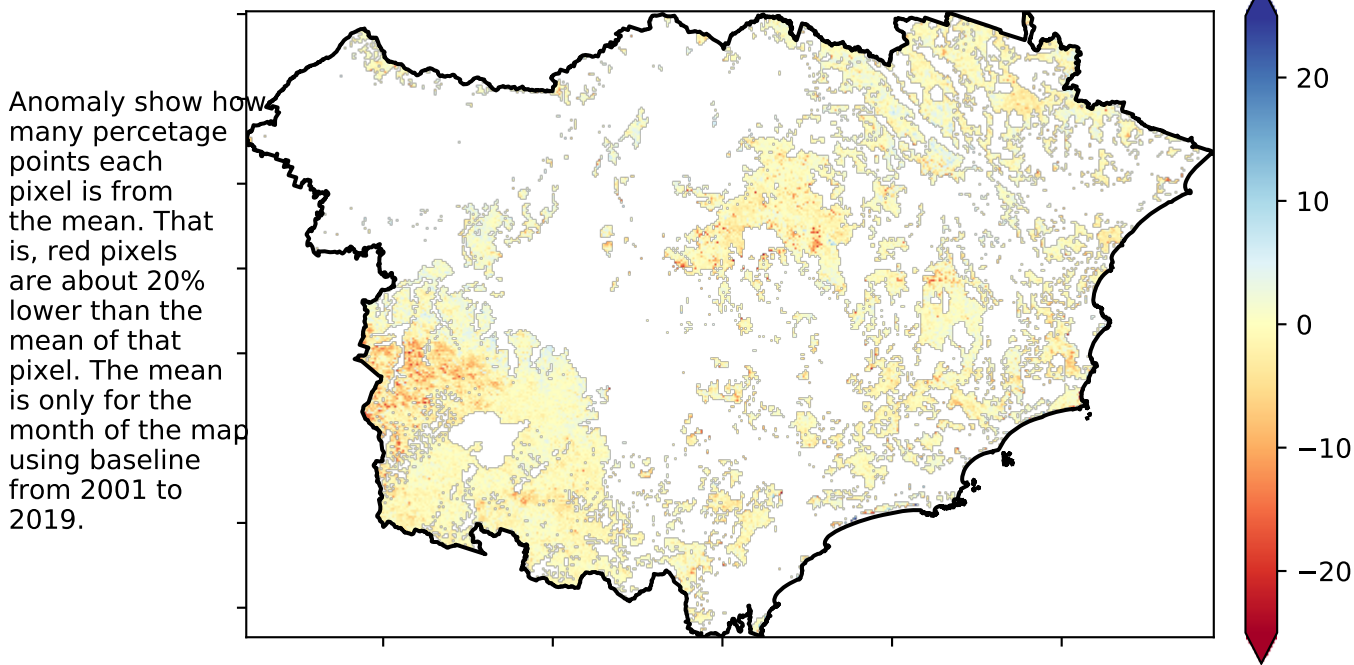 Anomaly show how
many percetage
points each
pixel is from
the mean. That
is, red pixels
are about 20%
lower than the
mean of that
pixel. The mean
is only for the
month of the map
using baseline
from 2001 to
2019.
20
10
0
−10
−20